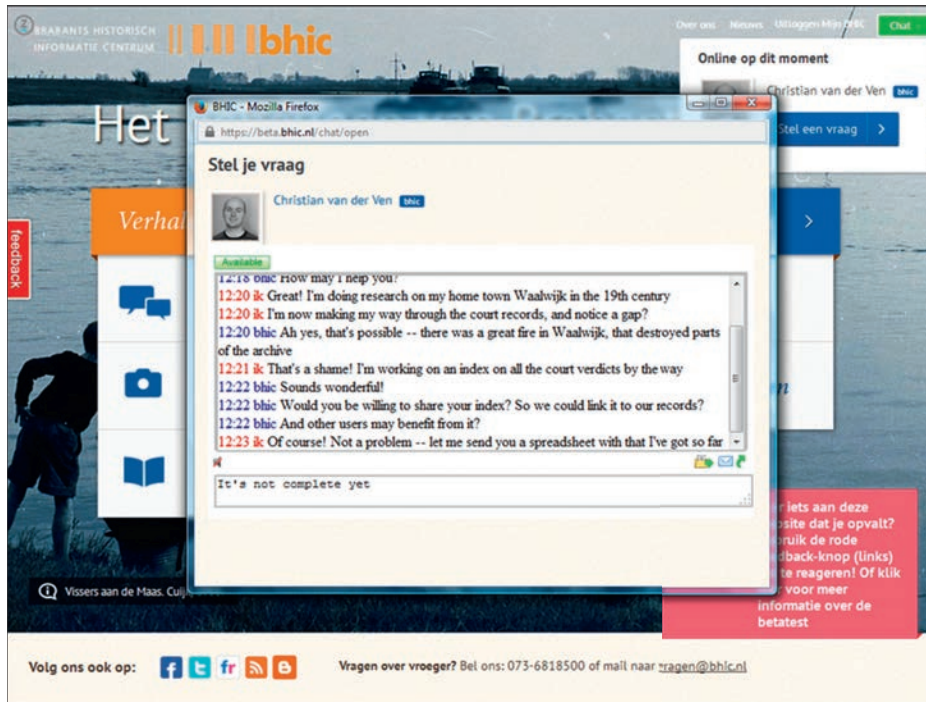 BRABANTS HISTORISCH
INFORMATIE CENTRUM
bhic
Over ons Nieuws Uitloggen Mijn BHIC Chat
Online op dit moment
Christian van der Ven bhic
Stel een vraag
Het
BHIC - Mozilla Firefox
https://beta.bhic.nl/chat/open
Stel je vraag
Christian van der Ven bhic
Available
12:18 bhic How may I help you?
12:20 ik Great! I'm doing research on my home town Waalwijk in the 19th century
12:20 ik I'm now making my way through the court records, and notice a gap?
12:20 bhic Ah yes, that's possible -- there was a great fire in Waalwijk, that destroyed parts
of the archive
12:21 ik That's a shame! I'm working on an index on all the court verdicts by the way
12:22 bhic Sounds wonderful!
12:22 bhic Would you be willing to share your index? So we could link it to our records?
12:22 bhic And other users may benefit from it?
12:23 ik Of course! Not a problem -- let me send you a spreadsheet with that I've got so far
It's not complete yet
Verhal
feedback
iets aan deze
dat je opvalt?
de rode
(links)
te reageren! Of klik
voor meer
informatie over de
betatest
Vissers aan de Maas, Cuij
Volg ons ook op:
Vragen over vroeger? Bel ons: 073-6818500 of mail naar vragen@bhic.nl